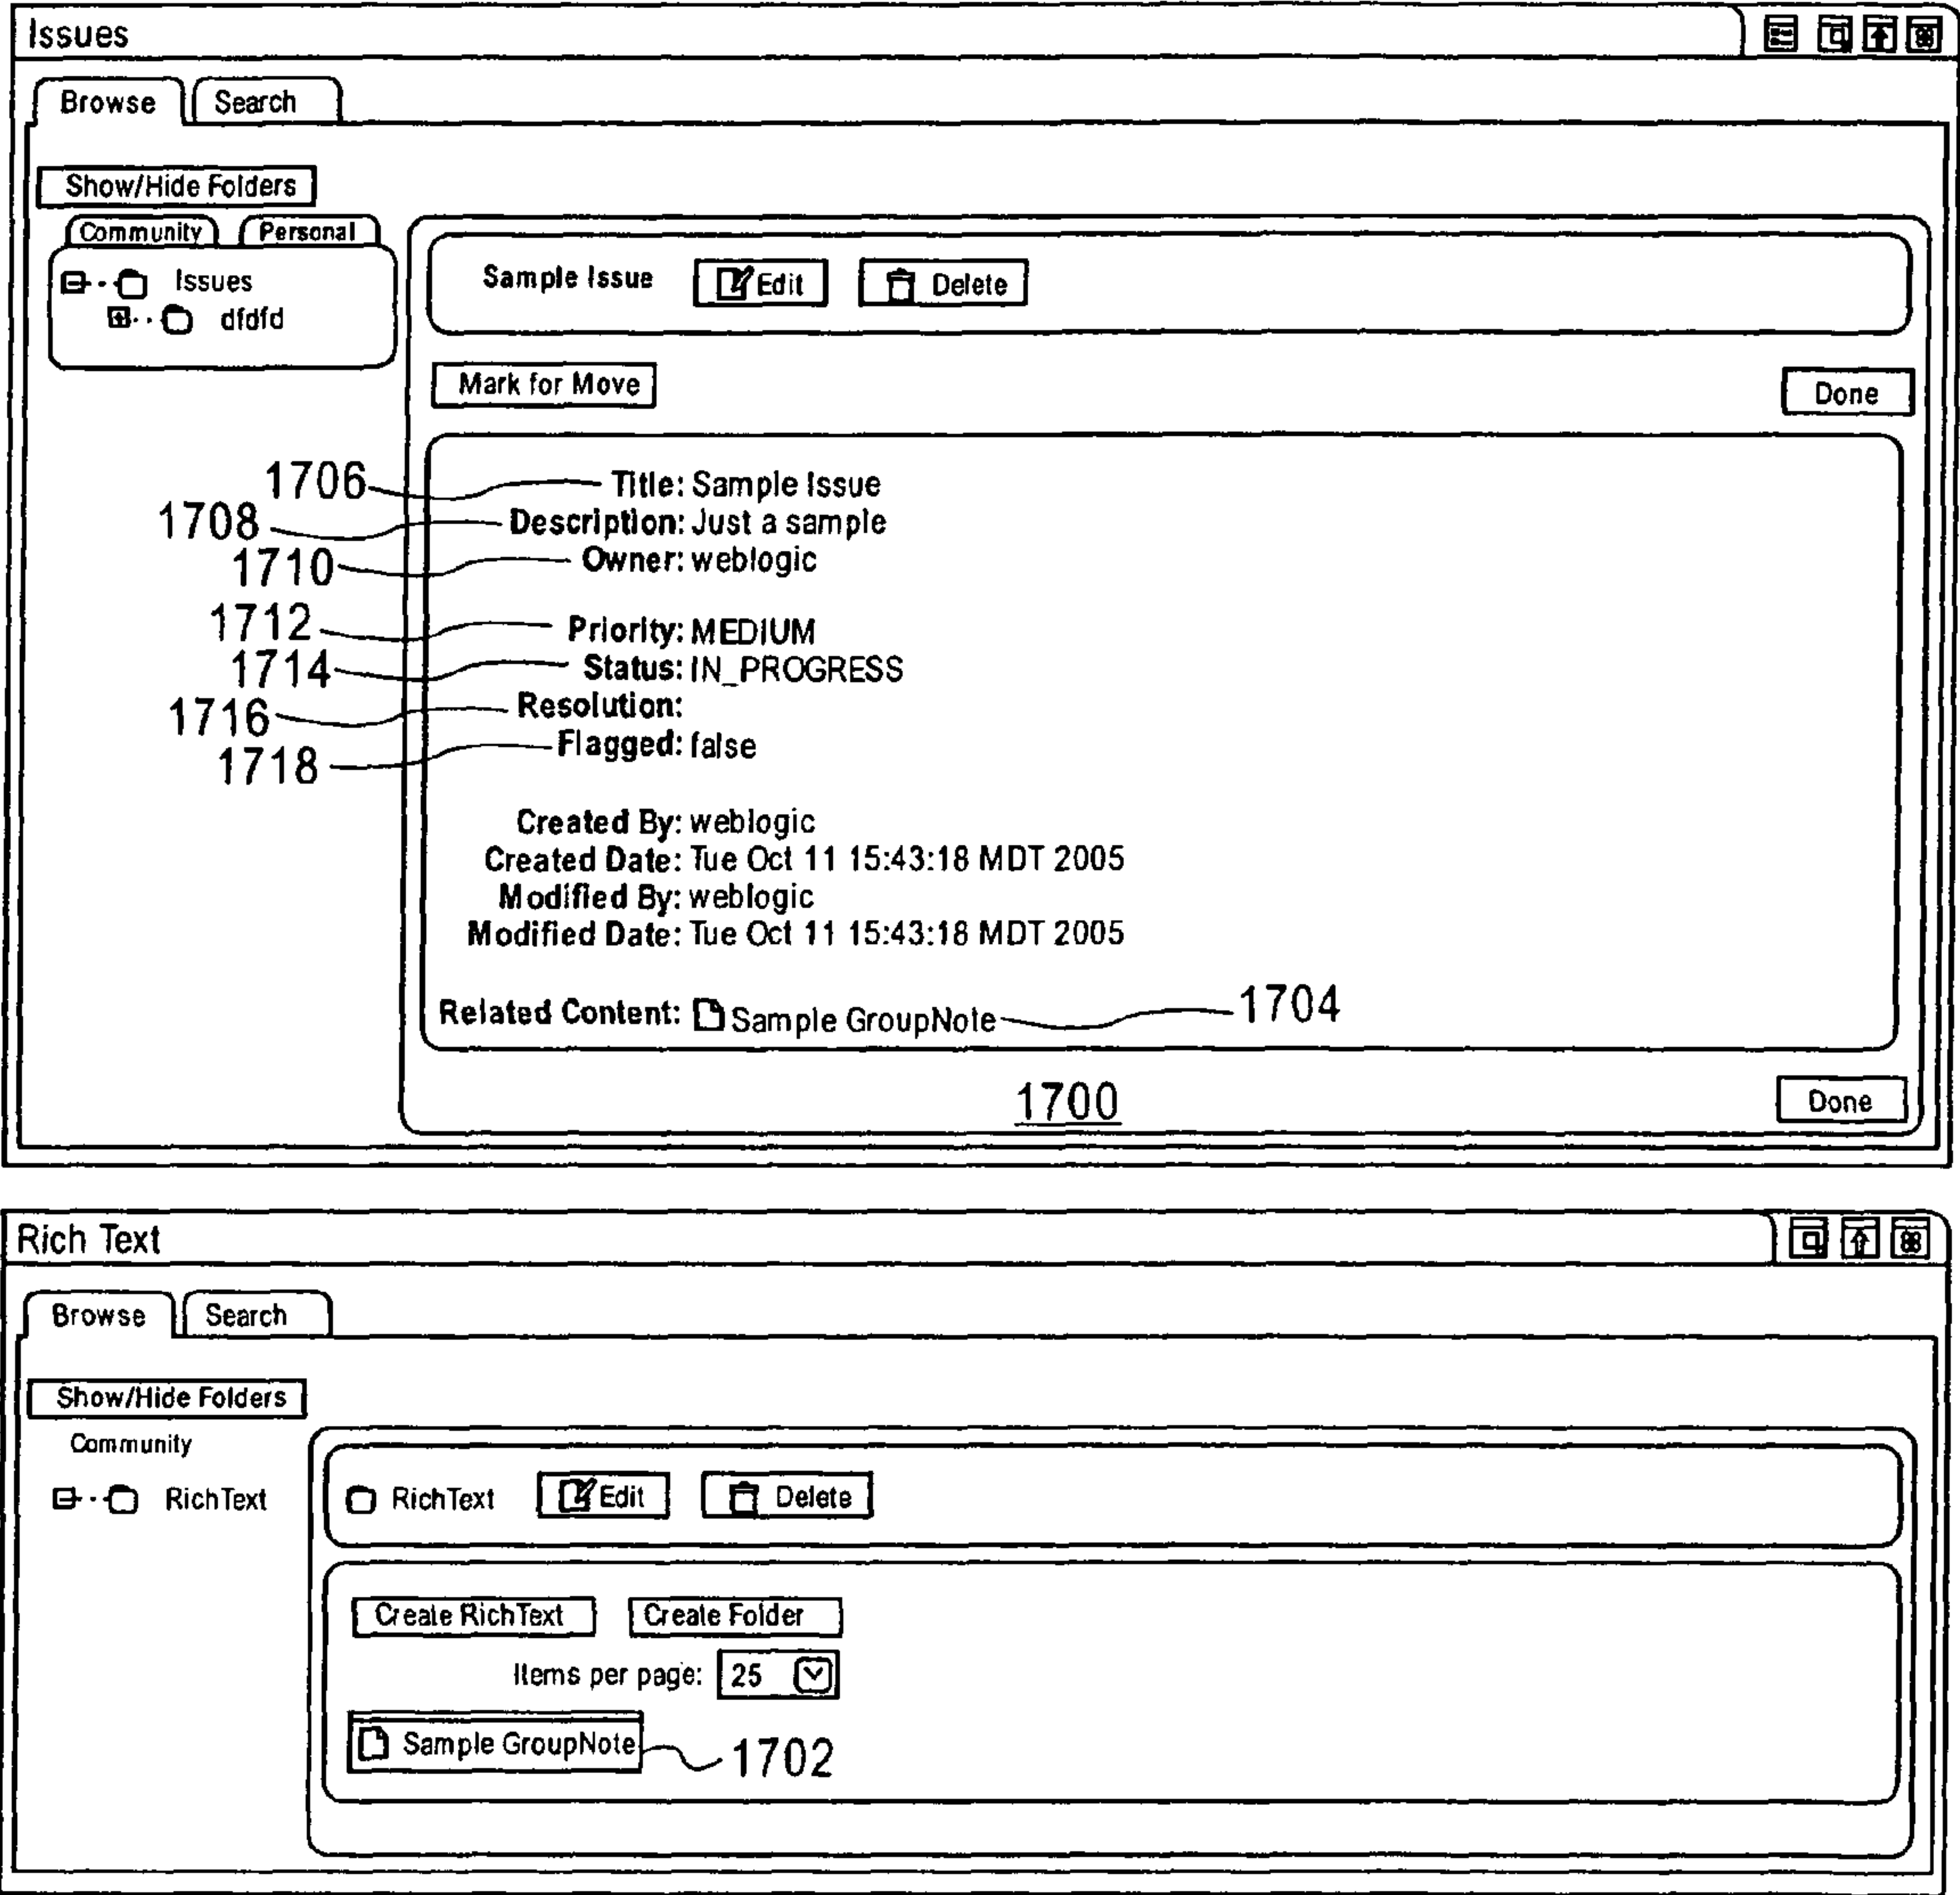 Issues
Browse Search
Show/Hide Folders
Community Personal
Issues
dfdfd
Sample Issue Edit Delete
Mark for Move Done
1706 Title: Sample Issue
1708 Description: Just a sample
1710 Owner: weblogic
1712 Priority: MEDIUM
1714 Status: IN_PROGRESS
1716 Resolution:
1718 Flagged: false
Created By: weblogic
Created Date: Tue Oct 11 15:43:18 MDT 2005
Modified By: weblogic
Modified Date: Tue Oct 11 15:43:18 MDT 2005
Related Content: Sample GroupNote 1704
1700 Done
Rich Text
Browse Search
Show/Hide Folders
Community
RichText
RichText Edit Delete
Create RichText Create Folder
Items per page: 25
Sample GroupNote 1702